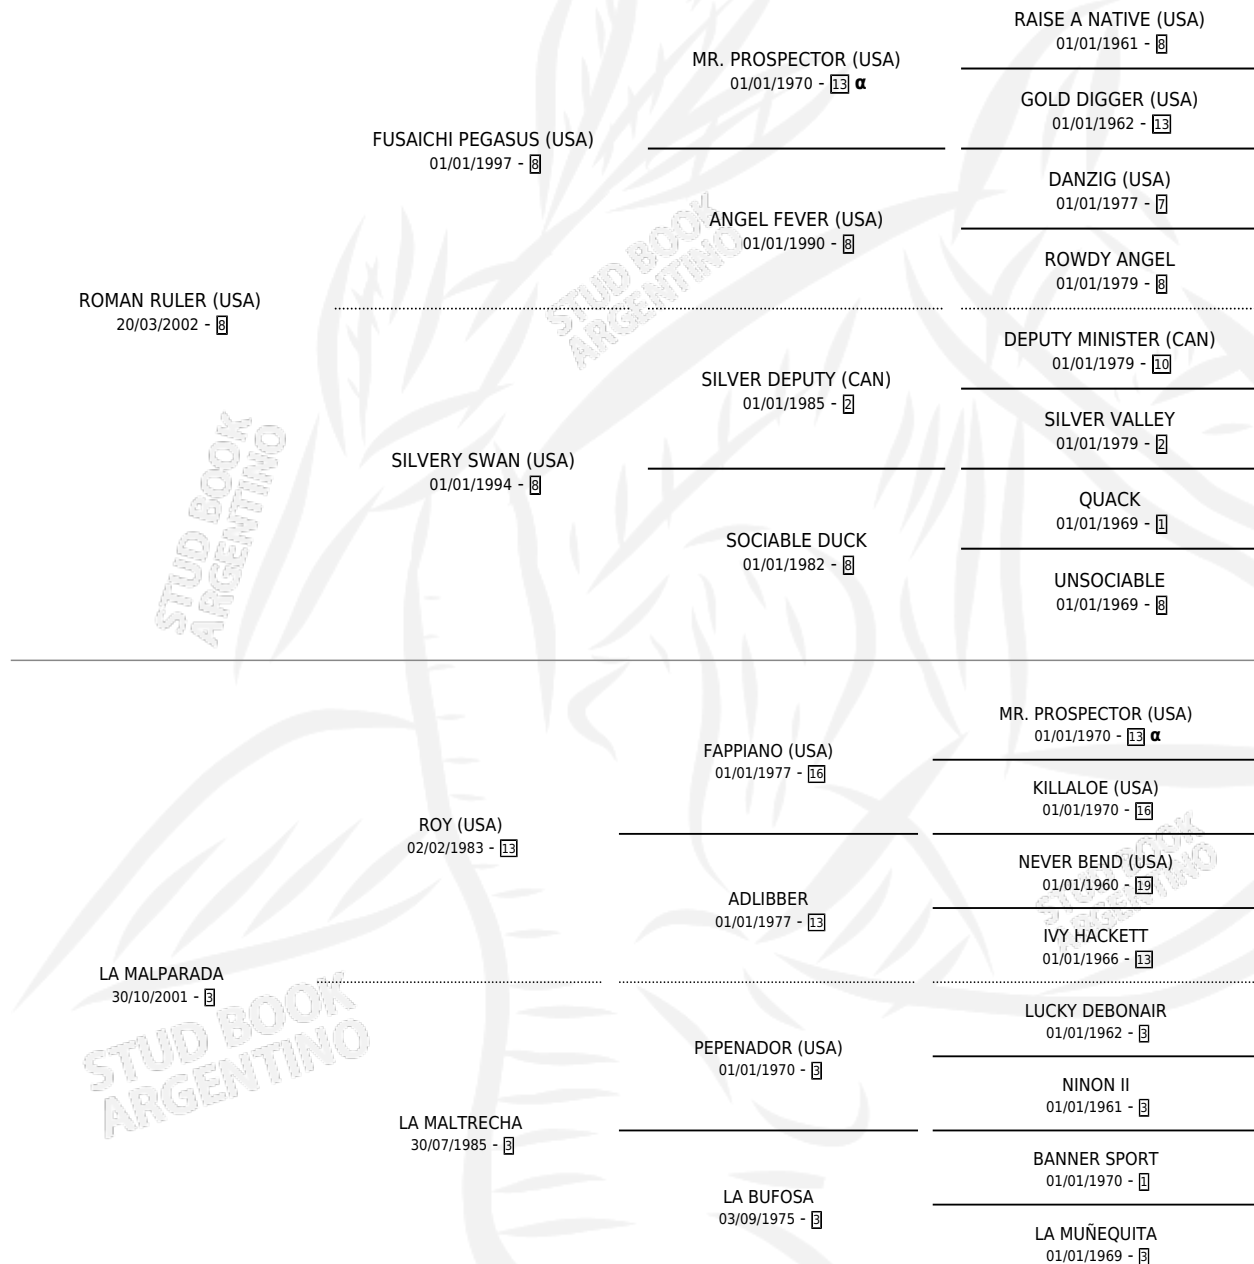 RAISE A NATIVE (USA)
01/01/1961 - 8
MR. PROSPECTOR (USA)
01/01/1970 - 13 α
GOLD DIGGER (USA)
01/01/1962 - 13
FUSAICHI PEGASUS (USA)
01/01/1997 - 8
DANZIG (USA)
01/01/1977 - 7
ANGEL FEVER (USA)
01/01/1990 - 8
ROWDY ANGEL
01/01/1979 - 8
ROMAN RULER (USA)
20/03/2002 - 8
DEPUTY MINISTER (CAN)
01/01/1979 - 10
SILVER DEPUTY (CAN)
01/01/1985 - 2
SILVER VALLEY
01/01/1979 - 2
SILVERY SWAN (USA)
01/01/1994 - 8
QUACK
01/01/1969 - 1
SOCIABLE DUCK
01/01/1982 - 8
UNSOCIABLE
01/01/1969 - 8
MR. PROSPECTOR (USA)
01/01/1970 - 13 α
FAPPIANO (USA)
01/01/1977 - 16
KILLALOE (USA)
01/01/1970 - 16
ROY (USA)
02/02/1983 - 13
NEVER BEND (USA)
01/01/1960 - 19
ADLIBBER
01/01/1977 - 13
IVY HACKETT
01/01/1966 - 13
LA MALPARADA
30/10/2001 - 3
LUCKY DEBONAIR
01/01/1962 - 3
PEPENADOR (USA)
01/01/1970 - 3
NINON II
01/01/1961 - 3
LA MALTRECHA
30/07/1985 - 3
BANNER SPORT
01/01/1970 - 1
LA BUFOSA
03/09/1975 - 3
LA MUÑEQUITA
01/01/1969 - 3
STUD BOOK
ARGENTINO
STUD BOOK
ARGENTINO
STUD BOOK
ARGENTINO
STUD BOOK
ARGENTINO